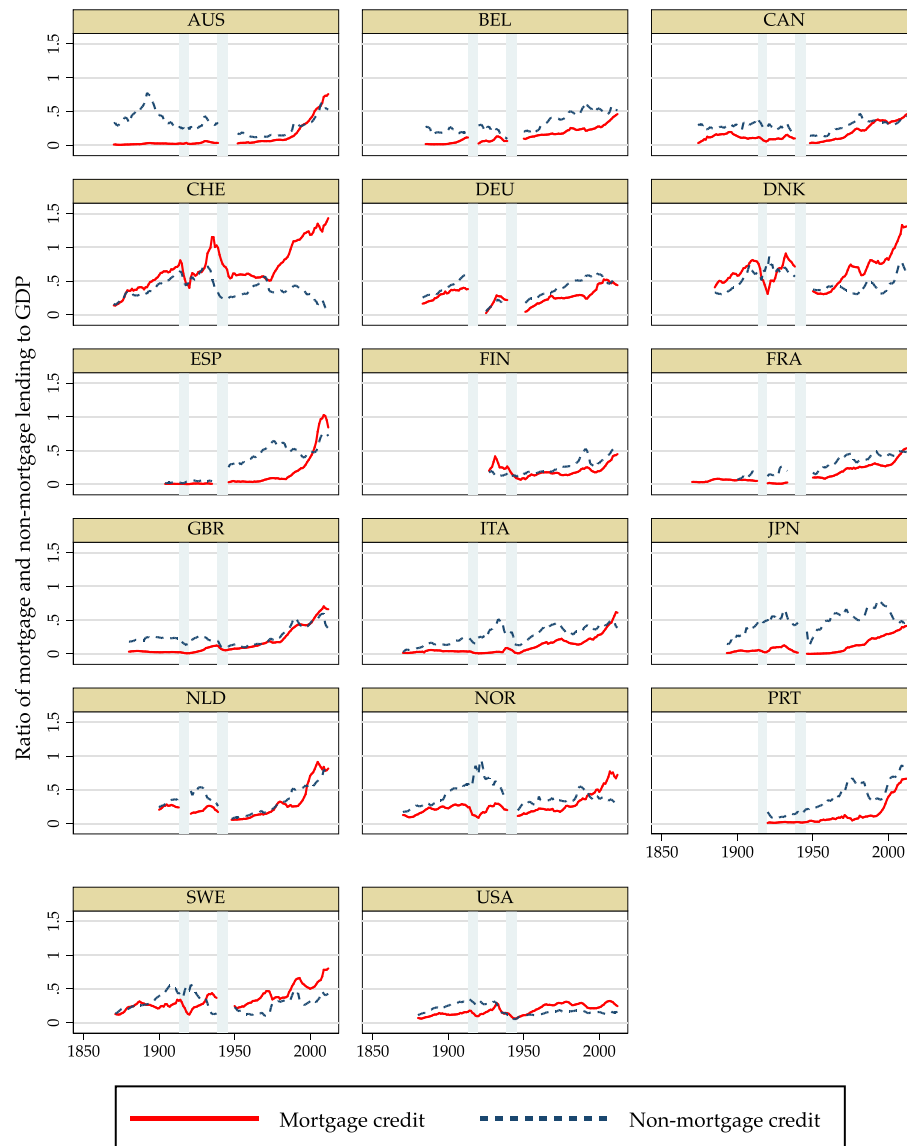 AUS BEL CAN
0 .5 1 1.5
CHE DEU DNK
0 .5 1 1.5
ESP FIN FRA
0 .5 1 1.5
Ratio of mortgage and non-mortgage lending to GDP
GBR ITA JPN
0 .5 1 1.5
NLD NOR PRT
0 .5 1 1.5
1850 1900 1950 2000
SWE USA
0 .5 1 1.5
1850 1900 1950 2000 1850 1900 1950 2000
Mortgage credit Non-mortgage credit